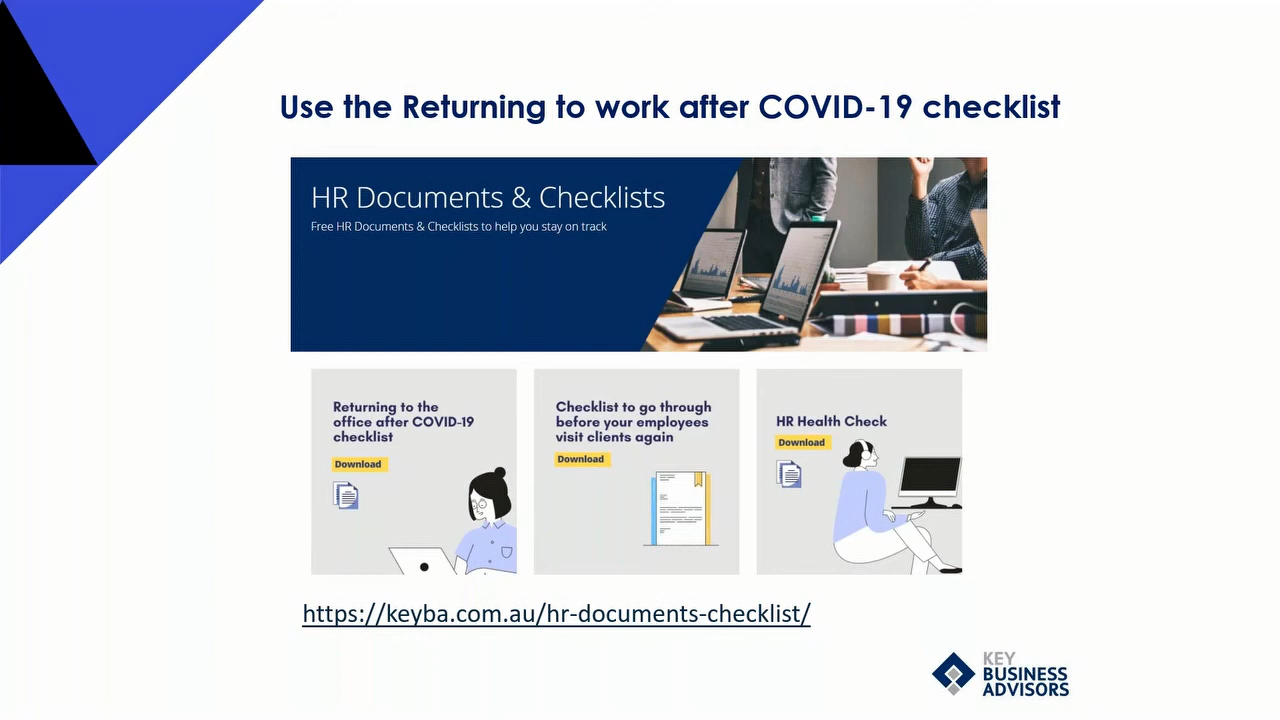 Use the Returning to work after COVID-19 checklist
HR Documents & Checklists
Free HR Documents & Checklists to help you stay on track
Returning to the
office after COVID-19
checklist
Download
Checklist to go through
before your employees
visit clients again
Download
HR Health Check
Download
https://keyba.com.au/hr-documents-checklist/
KEY
BUSINESS
ADVISORS